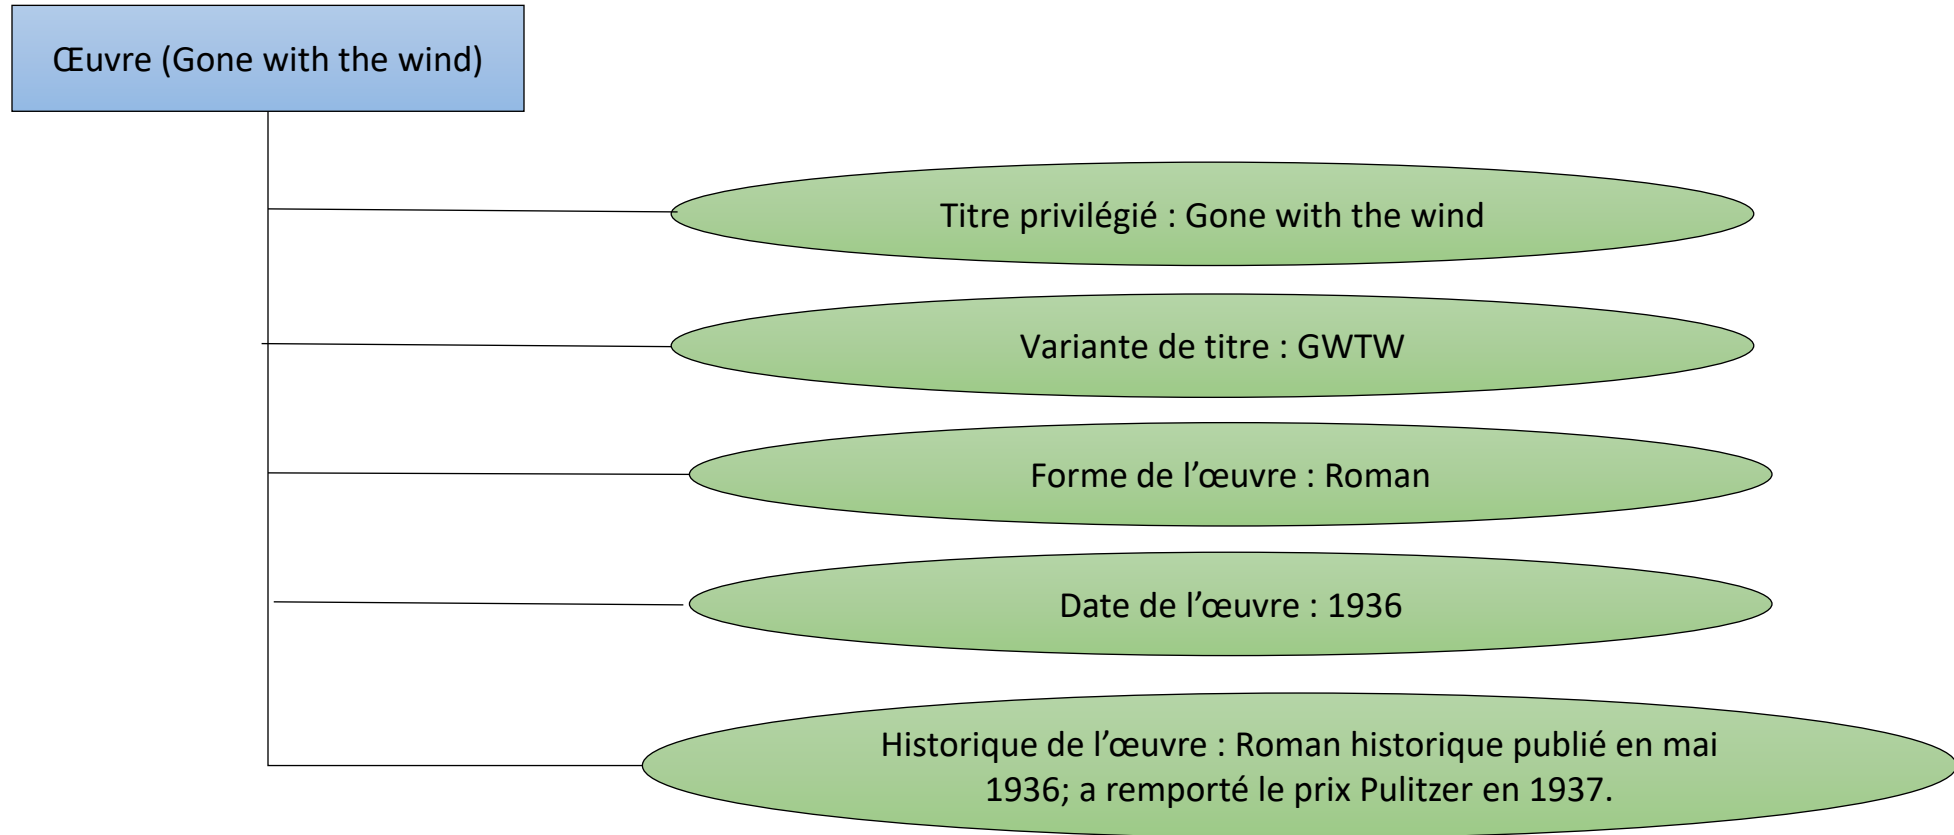 Œuvre (Gone with the wind)
Titre privilégié : Gone with the wind
Variante de titre : GWTW
Forme de l’œuvre : Roman
Date de l’œuvre : 1936
Historique de l’œuvre : Roman historique publié en mai
1936; a remporté le prix Pulitzer en 1937.